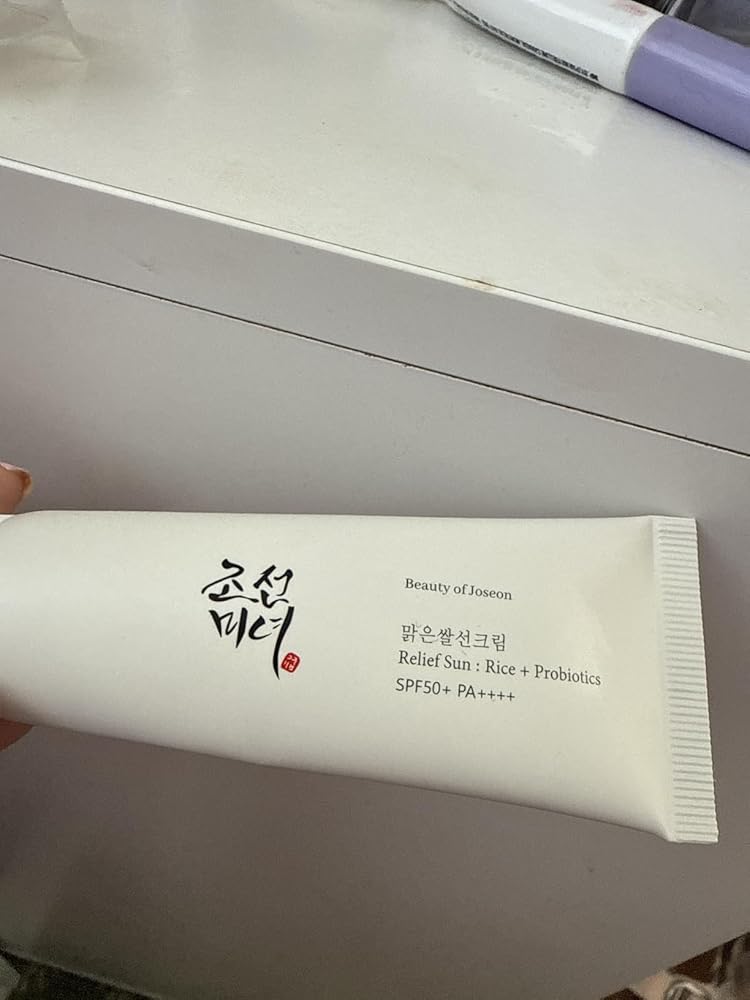 조선
미녀
Beauty of Joseon
맑은쌀선크림
Relief Sun : Rice + Probiotics
SPF50+ PA++++